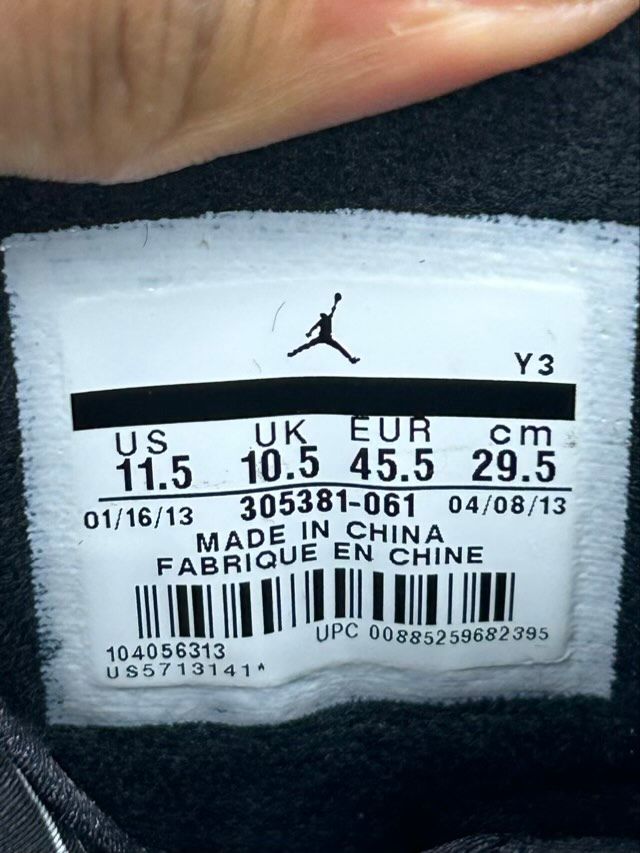 Y3
US UK EUR cm
11.5 10.5 45.5 29.5
01/16/13 305381-061 04/08/13
MADE IN CHINA
FABRIQUE EN CHINE
104056313 UPC 00885259682395
US5713141*